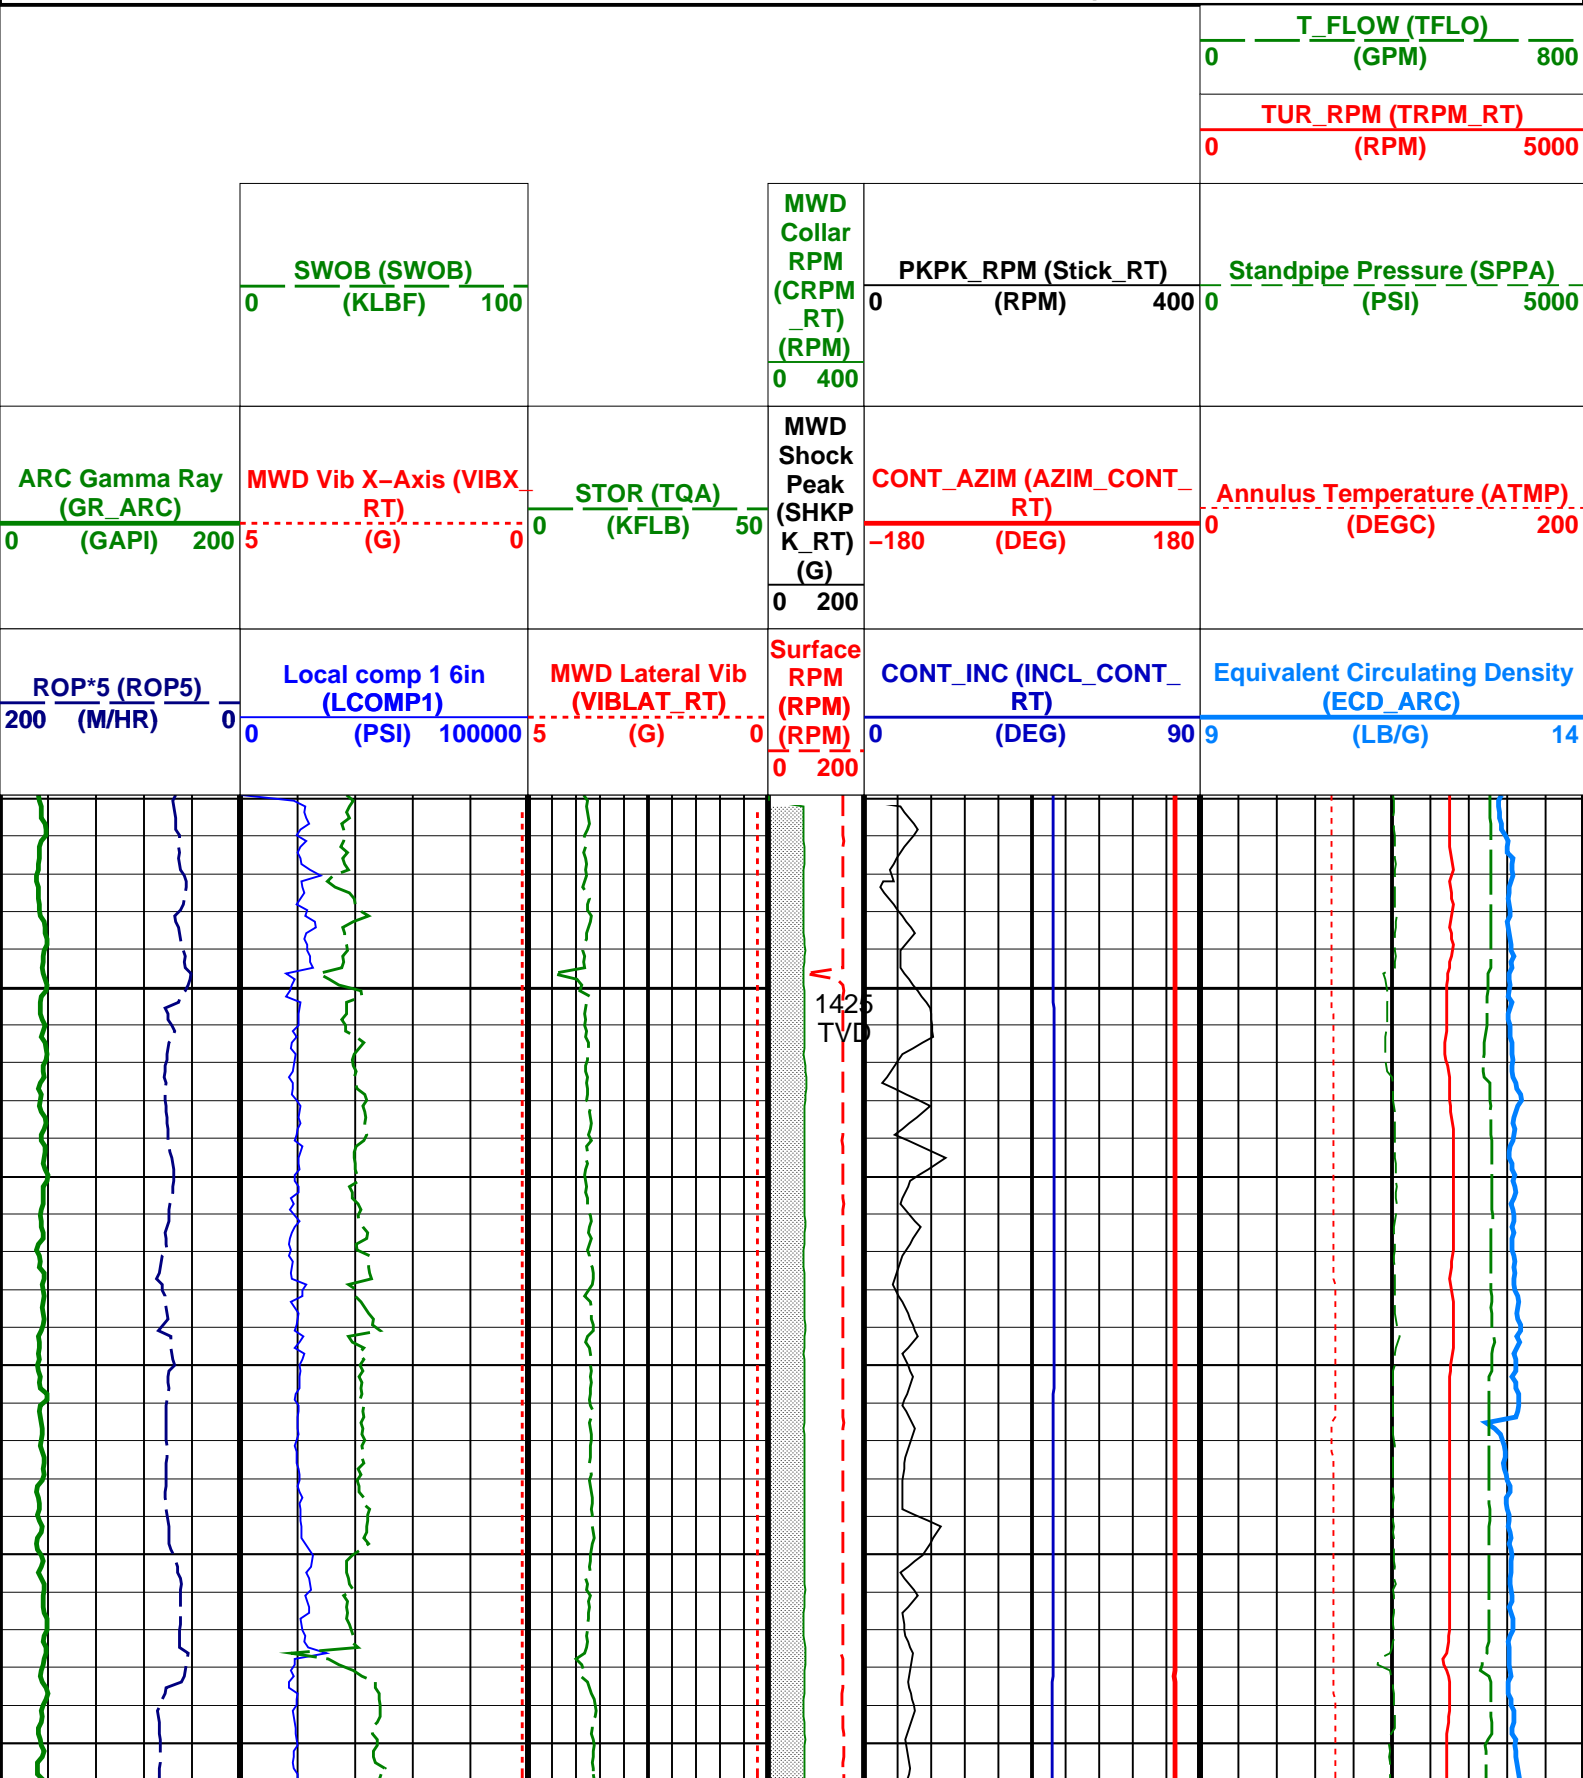 T_FLOW (TFLO)
0 (GPM) 800
TUR_RPM (TRPM_RT)
0 (RPM) 5000
SWOB (SWOB)
0 (KLBF) 100
MWD
Collar
RPM
(CRPM
_RT)
(RPM)
0 400
PKPK_RPM (Stick_RT)
0 (RPM) 400
Standpipe Pressure (SPPA)
0 (PSI) 5000
ARC Gamma Ray
(GR_ARC)
0 (GAPI) 200
MWD Vib X−Axis (VIBX_
RT)
5 (G) 0
STOR (TQA)
0 (KFLB) 50
MWD
Shock
Peak
(SHKP
K_RT)
(G)
0 200
CONT_AZIM (AZIM_CONT_
RT)
−180 (DEG) 180
Annulus Temperature (ATMP)
0 (DEGC) 200
ROP*5 (ROP5)
200 (M/HR) 0
Local comp 1 6in
(LCOMP1)
0 (PSI) 100000
MWD Lateral Vib
(VIBLAT_RT)
5 (G) 0
Surface
RPM
(RPM)
(RPM)
0 200
CONT_INC (INCL_CONT_
RT)
0 (DEG) 90
Equivalent Circulating Density
(ECD_ARC)
9 (LB/G) 14
1425
TVD